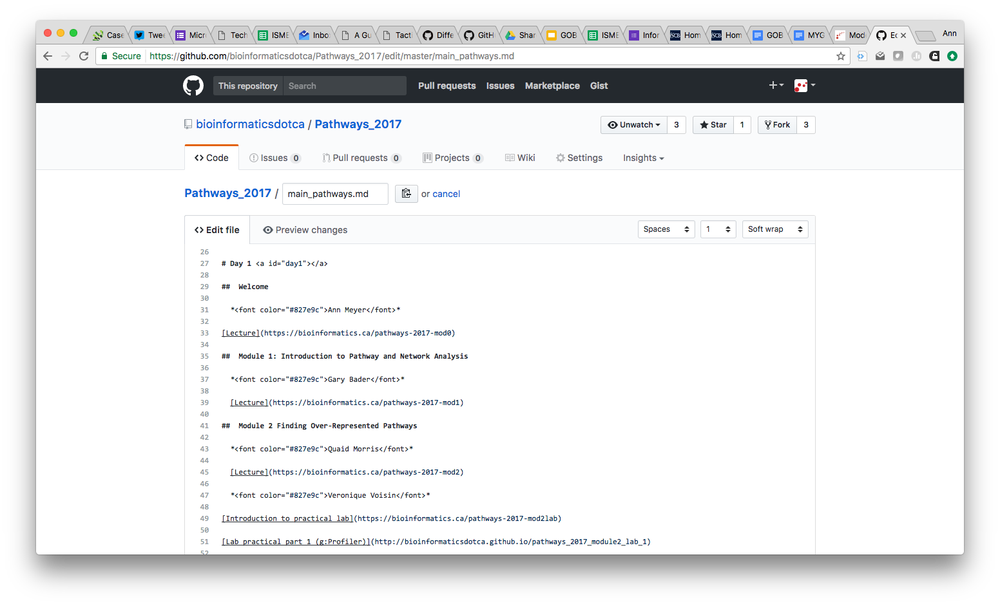 Case Twee Micr Tech ISME Inbo A Gu Tacti Diffe GitH Shar GOB ISME Infor Hom Hom GOB MYG Mod Ec Ann
Secure https://github.com/bioinformaticsdotca/Pathways_2017/edit/master/main_pathways.md
This repository Search Pull requests Issues Marketplace Gist
bioinformaticsdotca / Pathways_2017 Unwatch 3 Star 1 Fork 3
Code Issues 0 Pull requests 0 Projects 0 Wiki Settings Insights
Pathways_2017 / main_pathways.md or cancel
Edit file Preview changes Spaces 1 Soft wrap
26
27 # Day 1 <a id="day1"></a>
28
29 ##  Welcome
30
31   *<font color="#827e9c">Ann Meyer</font>*
32
33 [Lecture](https://bioinformatics.ca/pathways-2017-mod0)
34
35 ##  Module 1: Introduction to Pathway and Network Analysis
36
37   *<font color="#827e9c">Gary Bader</font>*
38
39   [Lecture](https://bioinformatics.ca/pathways-2017-mod1)
40
41 ##  Module 2 Finding Over-Represented Pathways
42
43   *<font color="#827e9c">Quaid Morris</font>*
44
45   [Lecture](https://bioinformatics.ca/pathways-2017-mod2)
46
47   *<font color="#827e9c">Veronique Voisin</font>*
48
49 [Introduction to practical lab](https://bioinformatics.ca/pathways-2017-mod2lab)
50
51 [Lab practical part 1 (g:Profiler)](http://bioinformaticsdotca.github.io/pathways_2017_module2_lab_1)
52